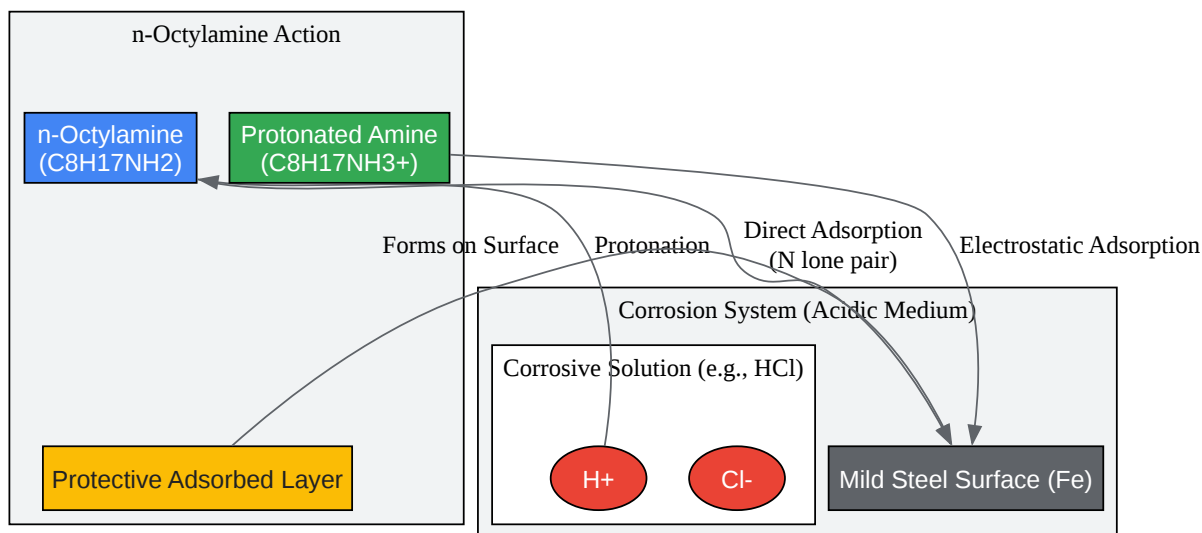 n-Octylamine Action
n-Octylamine
(C8H17NH2)
Protonated Amine
(C8H17NH3+)
Forms on Surface
Protonation
Direct Adsorption
(N lone pair)
Electrostatic Adsorption
Corrosion System (Acidic Medium)
Corrosive Solution (e.g., HCl)
Protective Adsorbed Layer
H+
Cl-
Mild Steel Surface (Fe)